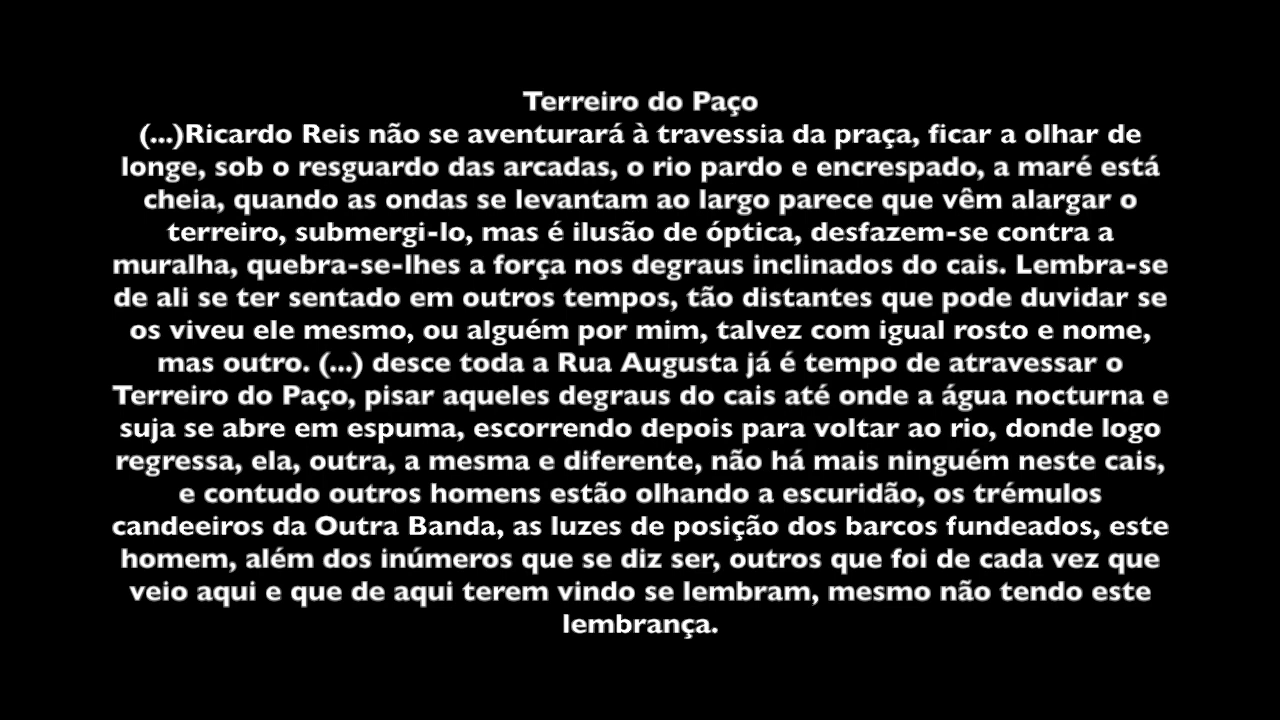 Terreiro do Paço
(...)Ricardo Reis não se aventurará à travessia da praça, ficar a olhar de
longe, sob o resguardo das arcadas, o rio pardo e encrespado, a maré está
cheia, quando as ondas se levantam ao largo parece que vêm alargar o
terreiro, submergi-lo, mas é ilusão de óptica, desfazem-se contra a
muralha, quebra-se-lhes a força nos degraus inclinados do cais. Lembra-se
de ali se ter sentado em outros tempos, tão distantes que pode duvidar se
os viveu ele mesmo, ou alguém por mim, talvez com igual rosto e nome,
mas outro. (...) desce toda a Rua Augusta já é tempo de atravessar o
Terreiro do Paço, pisar aqueles degraus do cais até onde a água nocturna e
suja se abre em espuma, escorrendo depois para voltar ao rio, donde logo
regressa, ela, outra, a mesma e diferente, não há mais ninguém neste cais,
e contudo outros homens estão olhando a escuridão, os trémulos
candeeiros da Outra Banda, as luzes de posição dos barcos fundeados, este
homem, além dos inúmeros que se diz ser, outros que foi de cada vez que
veio aqui e que de aqui terem vindo se lembram, mesmo não tendo este
lembrança.